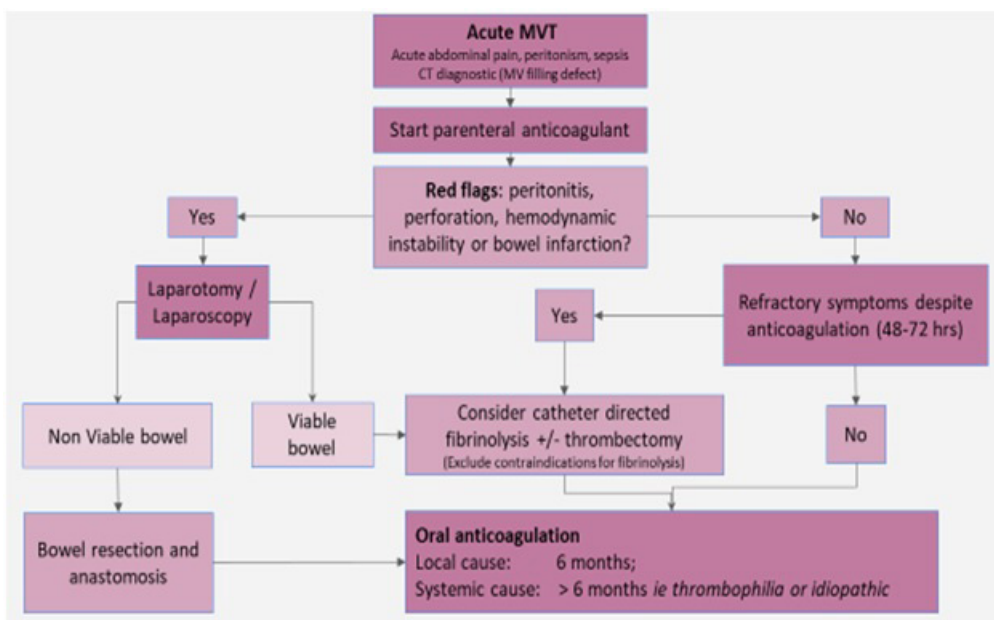 Acute MVT
Acute abdominal pain, peritonism, sepsis
CT diagnostic (MV filling defect)
Start parenteral anticoagulant
Red flags: peritonitis,
perforation, hemodynamic
instability or bowel infarction?
Yes
No
Laparotomy /
Laparoscopy
Refractory symptoms despite
anticoagulation (48-72 hrs)
Yes
Non Viable bowel
Viable
bowel
Consider catheter directed
fibrinolysis +/- thrombectomy
(Exclude contraindications for fibrinolysis)
No
Bowel resection and
anastomosis
Oral anticoagulation
Local cause: 6 months;
Systemic cause: > 6 months ie thrombophilia or idiopathic